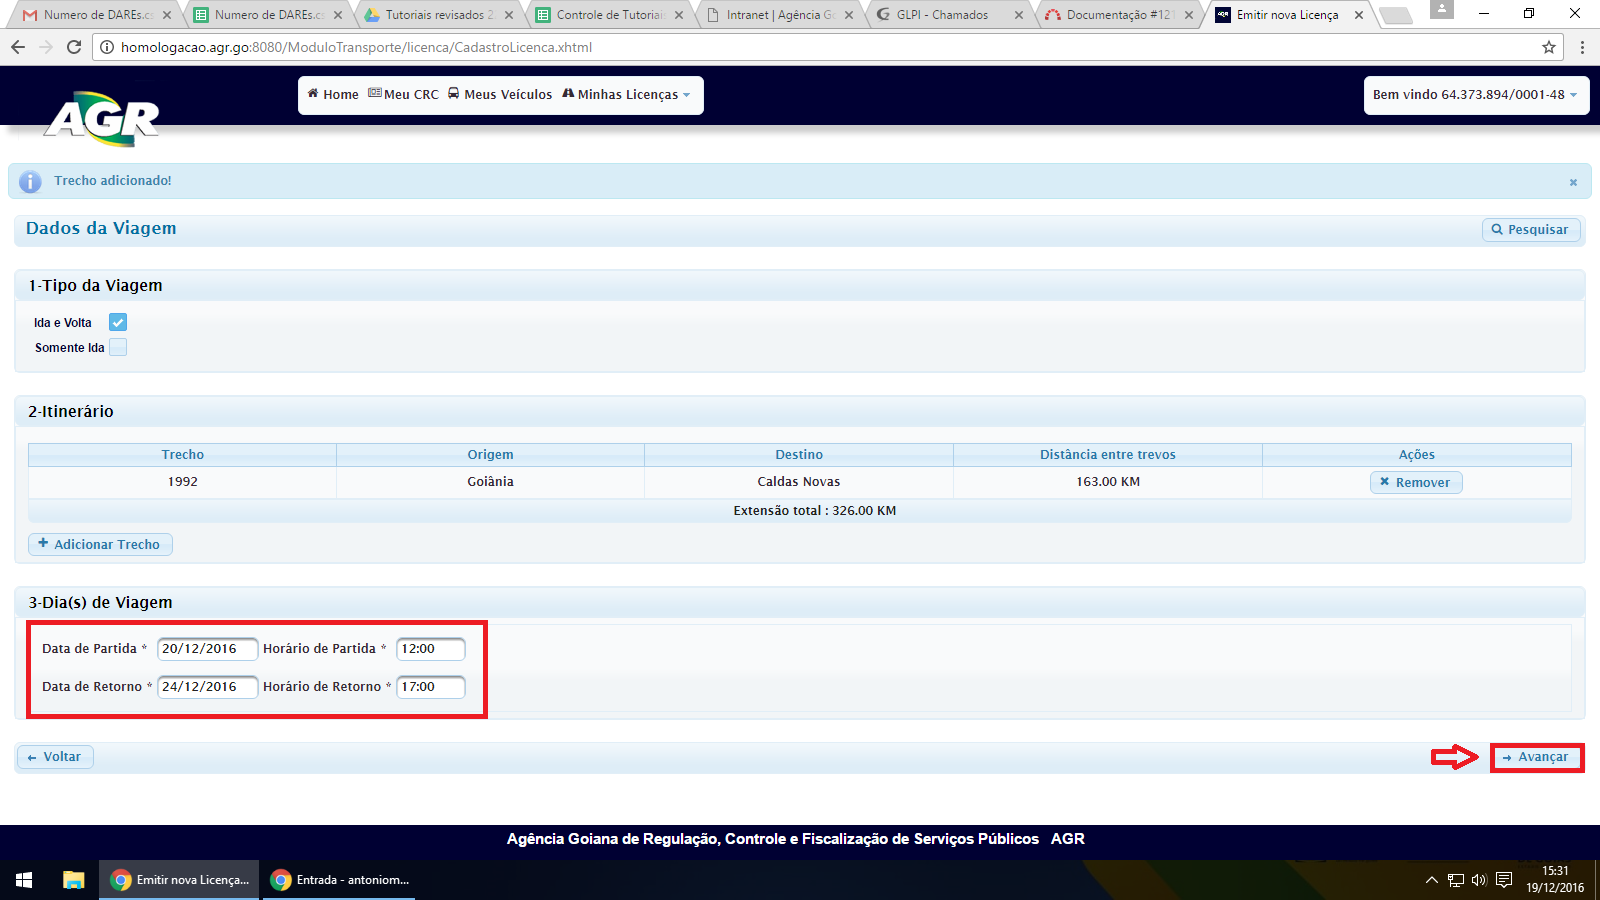 Numero de DAREs.cs
Numero de DAREs.cs
Tutoriais revisados 2
Controle de Tutoriai
Intranet | Agência Go
GLPI - Chamados
Documentação #121
Emitir nova Licença
homologacao.agr.go:8080/ModuloTransporte/licenca/CadastroLicenca.xhtml
AGR
Home
Meu CRC
Meus Veículos
Minhas Licenças
Bem vindo 64.373.894/0001-48
Trecho adicionado!
Dados da Viagem
Pesquisar
1-Tipo da Viagem
Ida e Volta
Somente Ida
2-Itinerário
Trecho Origem Destino Distância entre trevos Ações
1992 Goiânia Caldas Novas 163.00 KM Remover
Extensão total : 326.00 KM
Adicionar Trecho
3-Dia(s) de Viagem
Data de Partida * 20/12/2016 Horário de Partida * 12:00
Data de Retorno * 24/12/2016 Horário de Retorno * 17:00
Voltar
Avançar
Agência Goiana de Regulação, Controle e Fiscalização de Serviços Públicos AGR
Emitir nova Licença...
Entrada - antoniom...
15:31
19/12/2016